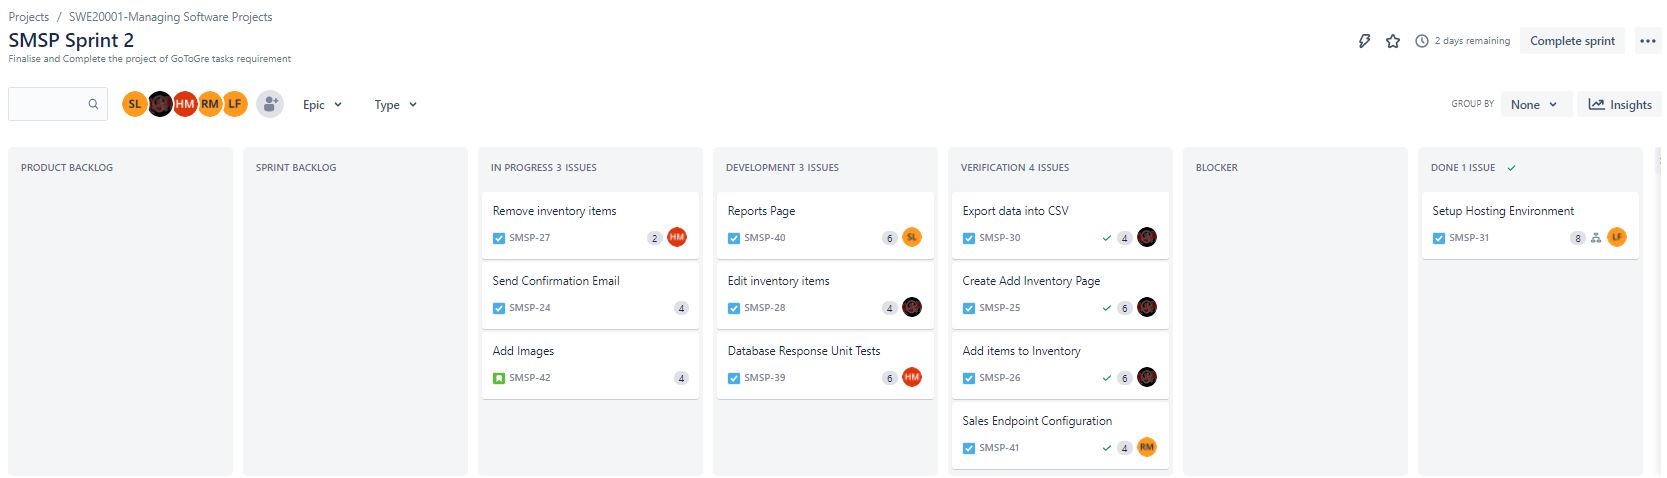 Projects / SWE20001-Managing Software Projects
SMSP Sprint 2
Finalise and Complete the project of GoToGre tasks requirement
2 days remaining
Complete sprint
SL HM RM LF
Epic
Type
GROUP BY
None
Insights
PRODUCT BACKLOG
SPRINT BACKLOG
IN PROGRESS 3 ISSUES
Remove inventory items
SMSP-27 2 HM
Send Confirmation Email
SMSP-24 4
Add Images
SMSP-42 4
DEVELOPMENT 3 ISSUES
Reports Page
SMSP-40 6 SL
Edit inventory items
SMSP-28 4
Database Response Unit Tests
SMSP-39 6 HM
VERIFICATION 4 ISSUES
Export data into CSV
SMSP-30 4
Create Add Inventory Page
SMSP-25 6
Add items to Inventory
SMSP-26 6
Sales Endpoint Configuration
SMSP-41 4 RM
BLOCKER
DONE 1 ISSUE
Setup Hosting Environment
SMSP-31 8 LF